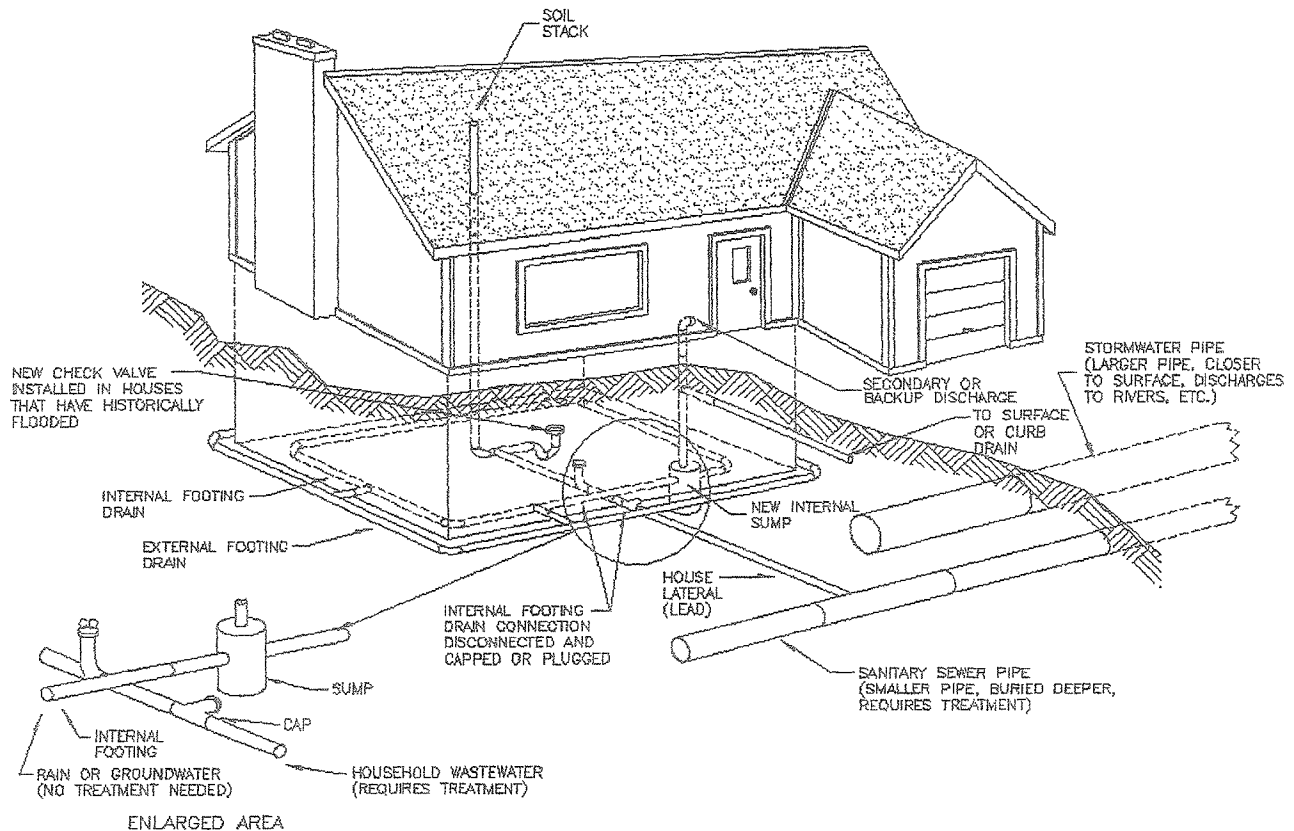 SOIL
STACK
NEW CHECK VALVE
INSTALLED IN HOUSES
THAT HAVE HISTORICALLY
FLOODED
STORMWATER PIPE
(LARGER PIPE, CLOSER
TO SURFACE, DISCHARGES
TO RIVERS, ETC.)
SECONDARY OR
BACKUP DISCHARGE
TO SURFACE
OR CURB
DRAIN
INTERNAL FOOTING
DRAIN
NEW INTERNAL
SUMP
EXTERNAL FOOTING
DRAIN
HOUSE
LATERAL
(LEAD)
INTERNAL FOOTING
DRAIN CONNECTION
DISCONNECTED AND
CAPPED OR PLUGGED
SANITARY SEWER PIPE
(SMALLER PIPE, BURIED DEEPER,
REQUIRES TREATMENT)
SUMP
CAP
INTERNAL
FOOTING
RAIN OR GROUNDWATER
(NO TREATMENT NEEDED)
HOUSEHOLD WASTEWATER
(REQUIRES TREATMENT)
ENLARGED AREA